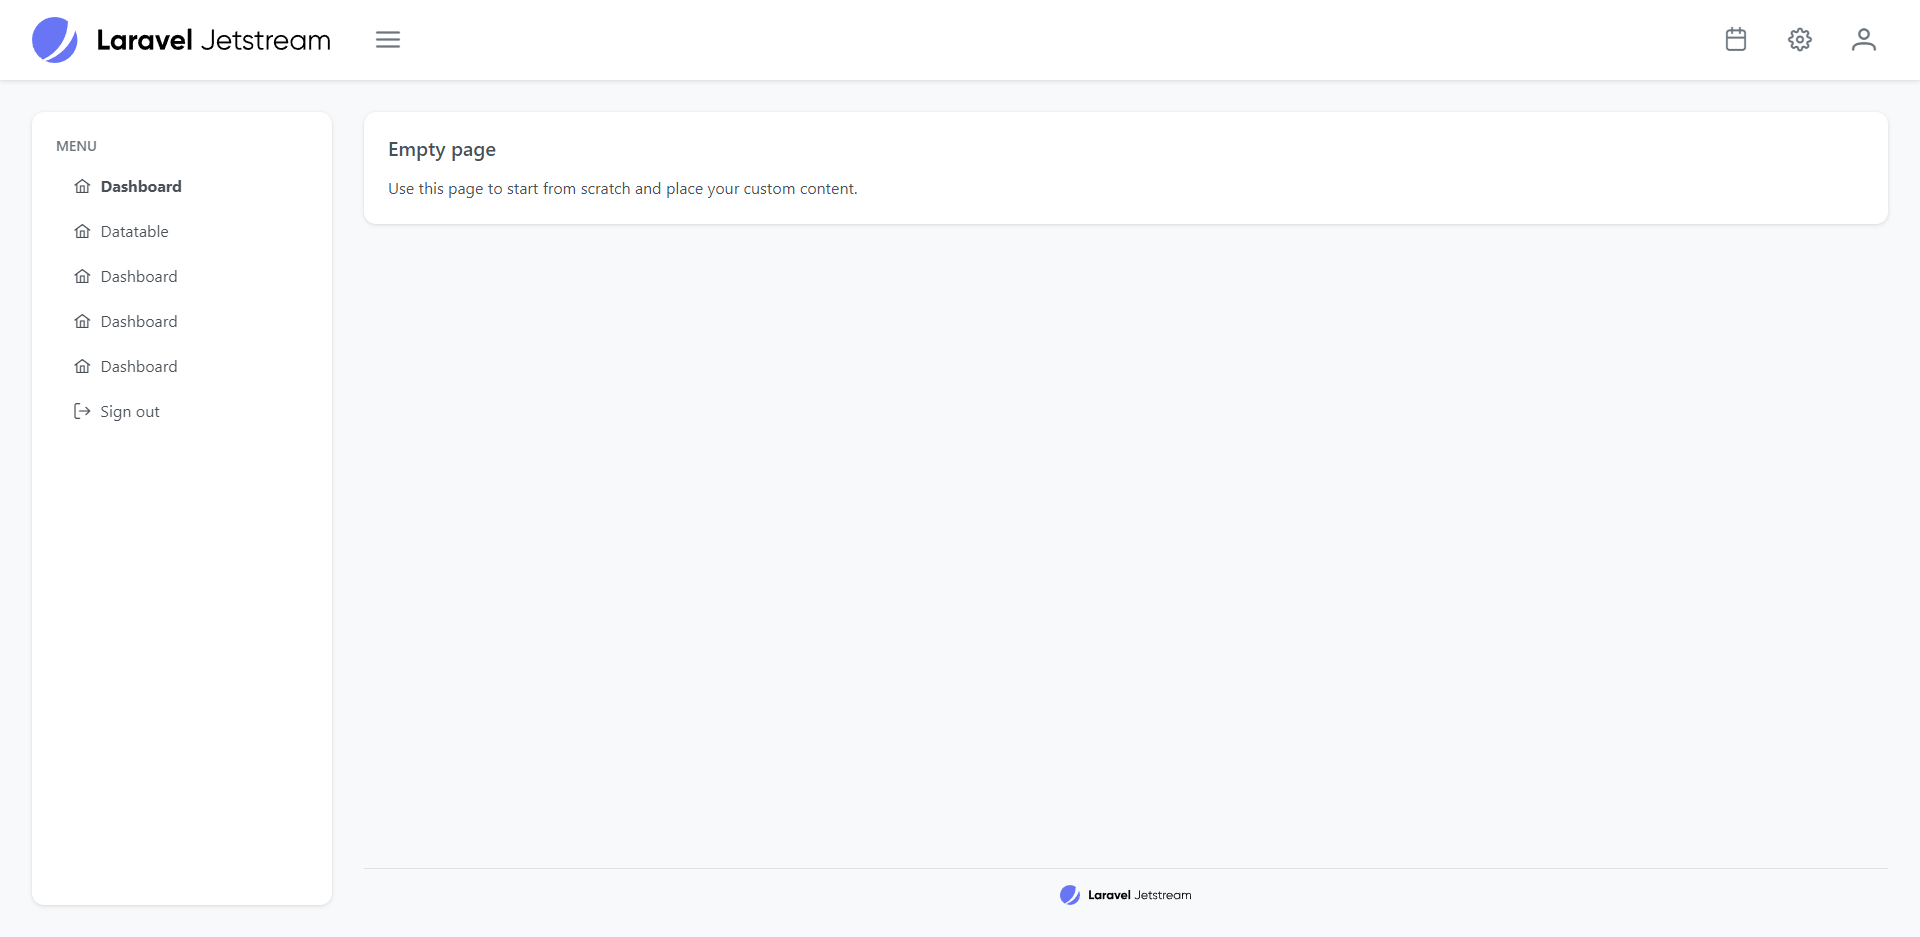 Laravel Jetstream
MENU
Dashboard
Datatable
Dashboard
Dashboard
Dashboard
Sign out
Empty page
Use this page to start from scratch and place your custom content.
Laravel Jetstream